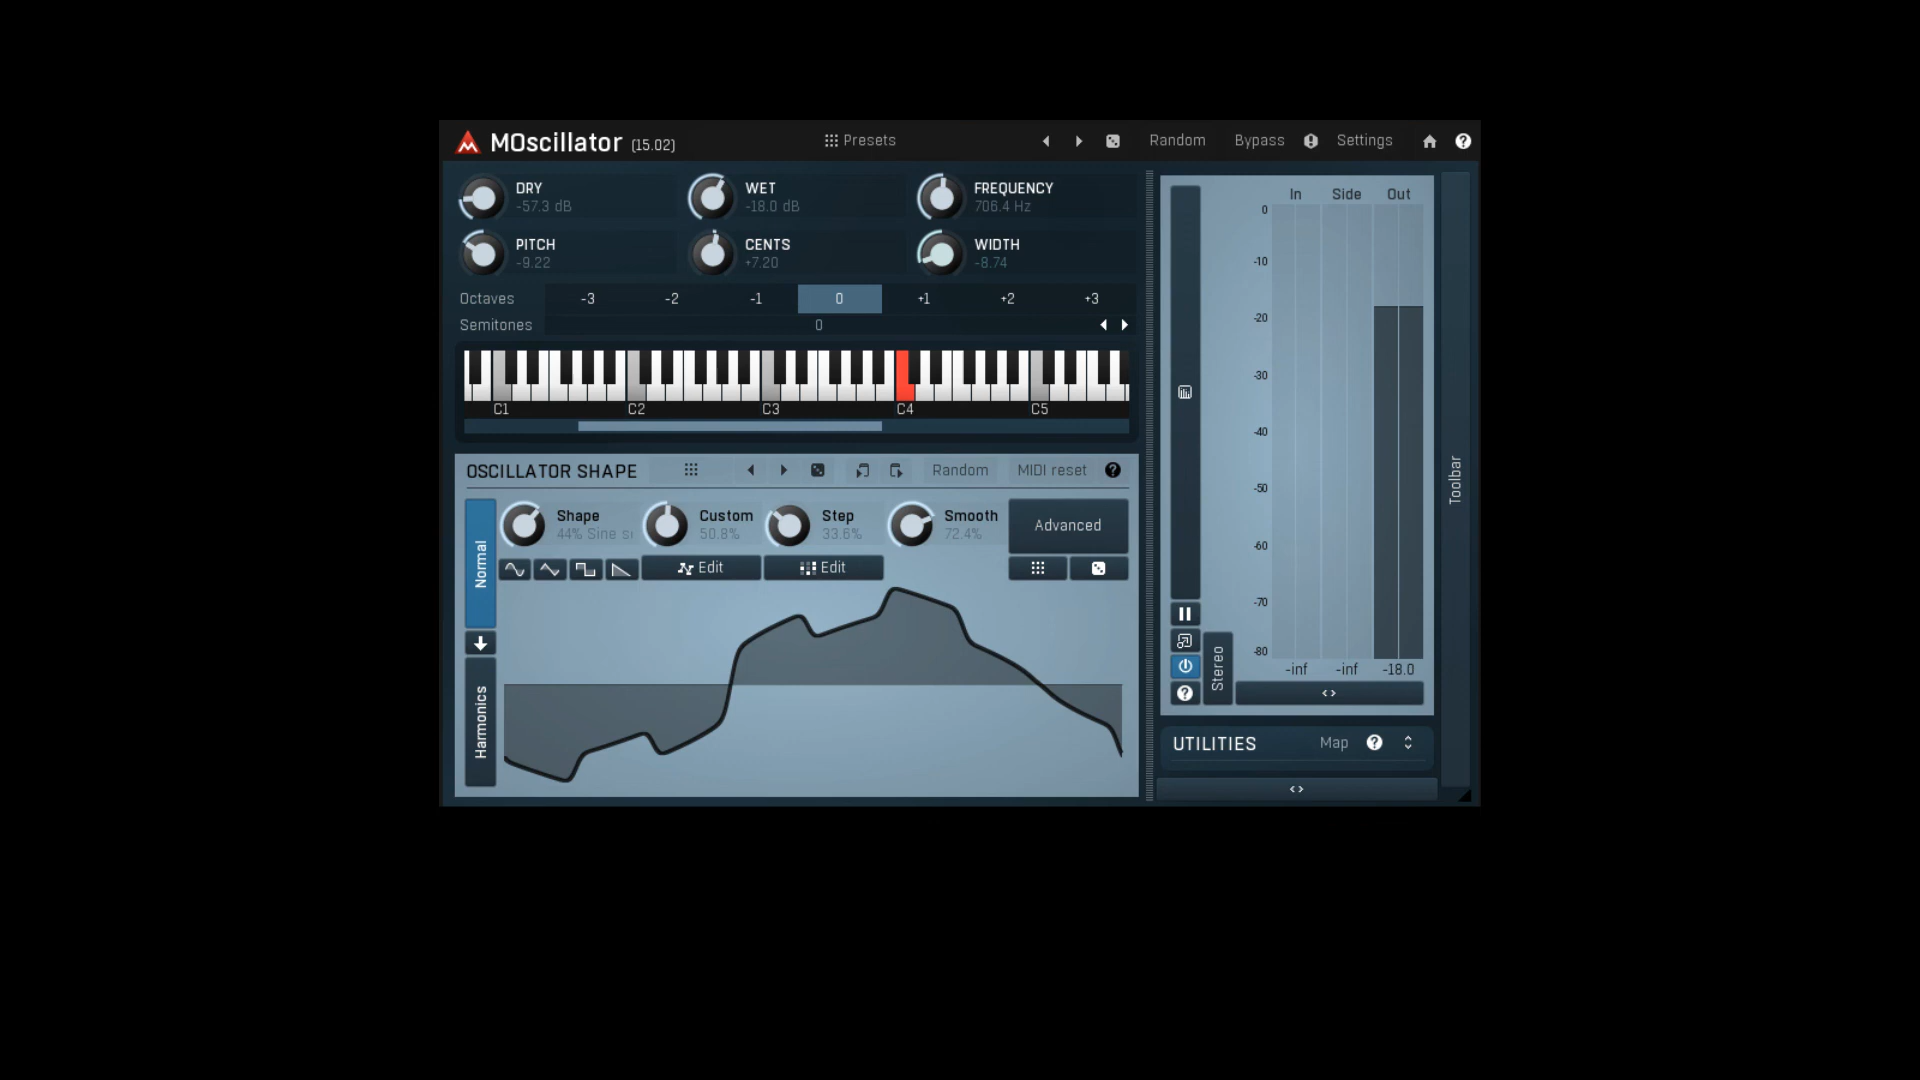 MOscillator (15.02) Presets Random Bypass Settings
DRY
-57.3 dB
WET
-18.0 dB
FREQUENCY
706.4 Hz
PITCH
-9.22
CENTS
+7.20
WIDTH
-8.74
Octaves -3 -2 -1 0 +1 +2 +3
Semitones 0
C1 C2 C3 C4 C5
OSCILLATOR SHAPE Random MIDI reset
Normal
Harmonics
Shape
44% Sine s
Custom
50.8%
Step
33.6%
Smooth
72.4%
Advanced
Edit Edit
In Side Out
0
-10
-20
-30
-40
-50
-60
-70
-80
-inf -inf -18.0
Stereo
UTILITIES Map
Toolbar